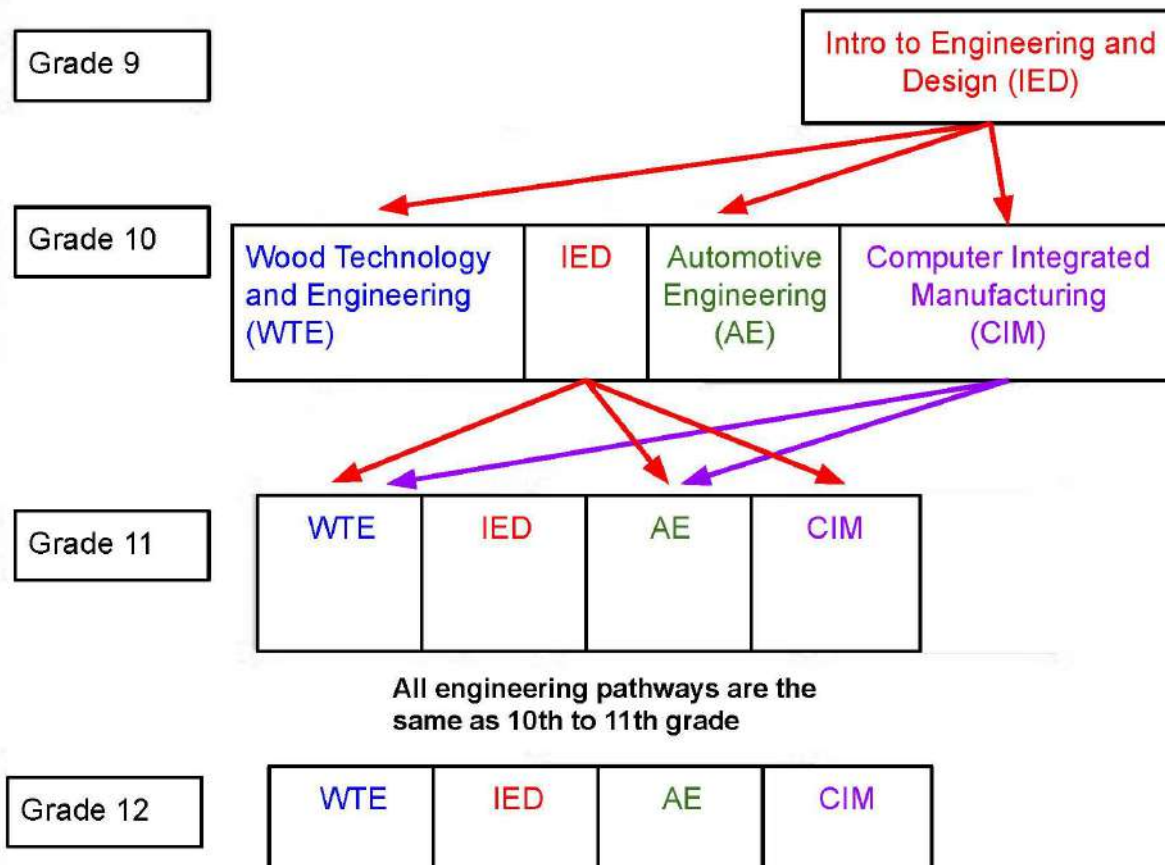 Grade 9
Intro to Engineering and
Design (IED)
Grade 10
Wood Technology
and Engineering
(WTE)
IED
Automotive
Engineering
(AE)
Computer Integrated
Manufacturing
(CIM)
Grade 11
WTE
IED
AE
CIM
All engineering pathways are the
same as 10th to 11th grade
Grade 12
WTE
IED
AE
CIM